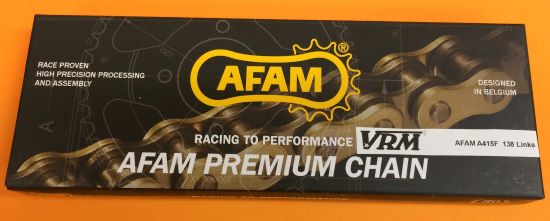 RACE PROVEN
HIGH PRECISION PROCESSING
AND ASSEMBLY
AFAM®
DESIGNED
IN BELGIUM
RACING TO PERFORMANCE
VRM®
AFAM A415F 138 Links
AFAM PREMIUM CHAIN